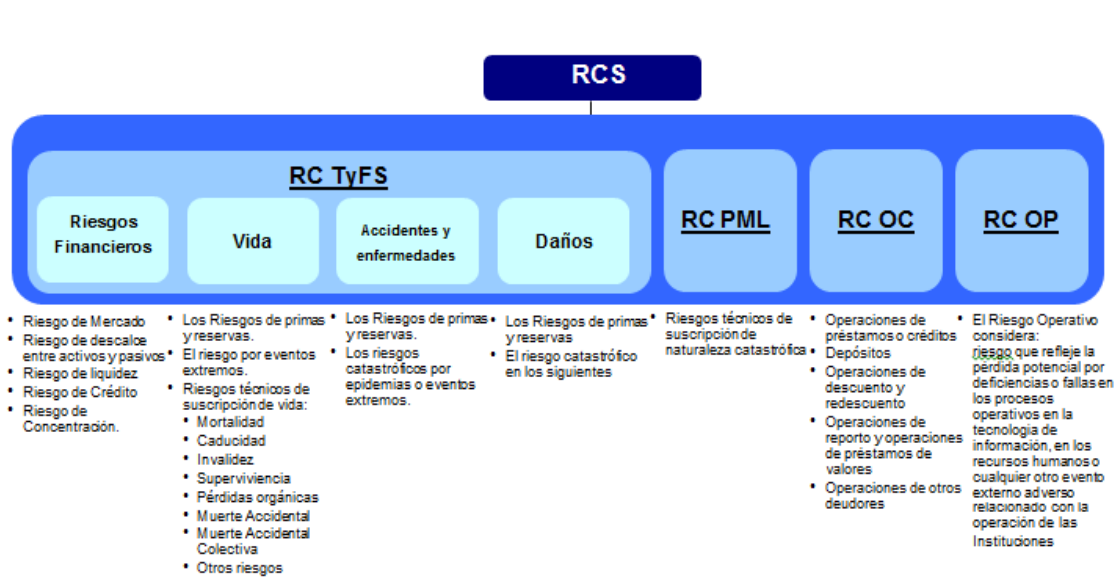 RCS
RC TyFS
Riesgos
Financieros
Vida
Accidentes y
enfermedades
Daños
RC PML
RC OC
RC OP
• Riesgo de Mercado
• Riesgo de descalce
entre activos y pasivos
• Riesgo de liquidez
• Riesgo de Crédito
• Riesgo de
Concentración.
• Los Riesgos de primas
y reservas.
• El riesgo por eventos
extremos.
• Riesgos técnicos de
suscripción de vida:
• Mortalidad
• Caducidad
• Invalidez
• Superviviencia
• Pérdidas orgánicas
• Muerte Accidental
• Muerte Accidental
Colectiva
• Otros riesgos
• Los Riesgos de primas
y reservas.
• Los riesgos
catastróficos por
epidemias o eventos
extremos.
• Los Riesgos de primas
y reservas
• El riesgo catastrófico
en los siguientes
• Riesgos técnicos de
suscripción de
naturaleza catastrófica
• Operaciones de
préstamos o créditos
• Depósitos
• Operaciones de
descuento y
redescuento
• Operaciones de
reporto y operaciones
de préstamos de
valores
• Operaciones de otros
deudores
• El Riesgo Operativo
considera:
riesgo que refleje la
pérdida potencial por
deficiencias o fallas en
los procesos
operativos en la
tecnología de
información, en los
recursos humanos o
cualquier otro evento
externo adverso
relacionado con la
operación de las
Instituciones